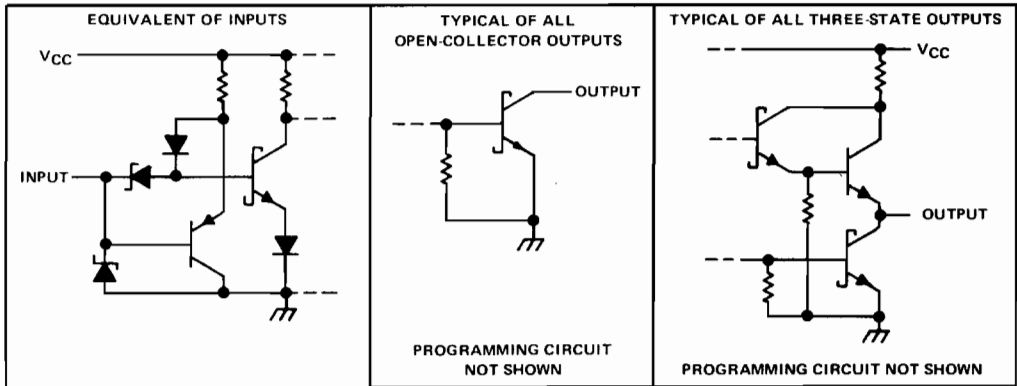 EQUIVALENT OF INPUTS
VCC
INPUT
TYPICAL OF ALL
OPEN-COLLECTOR OUTPUTS
OUTPUT
PROGRAMMING CIRCUIT
NOT SHOWN
TYPICAL OF ALL THREE-STATE OUTPUTS
VCC
OUTPUT
PROGRAMMING CIRCUIT NOT SHOWN